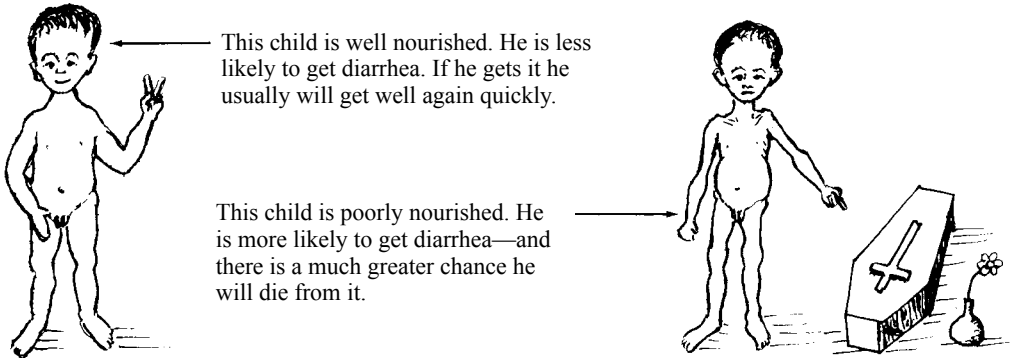 This child is well nourished. He is less
likely to get diarrhea. If he gets it he
usually will get well again quickly.
This child is poorly nourished. He
is more likely to get diarrhea—and
there is a much greater chance he
will die from it.